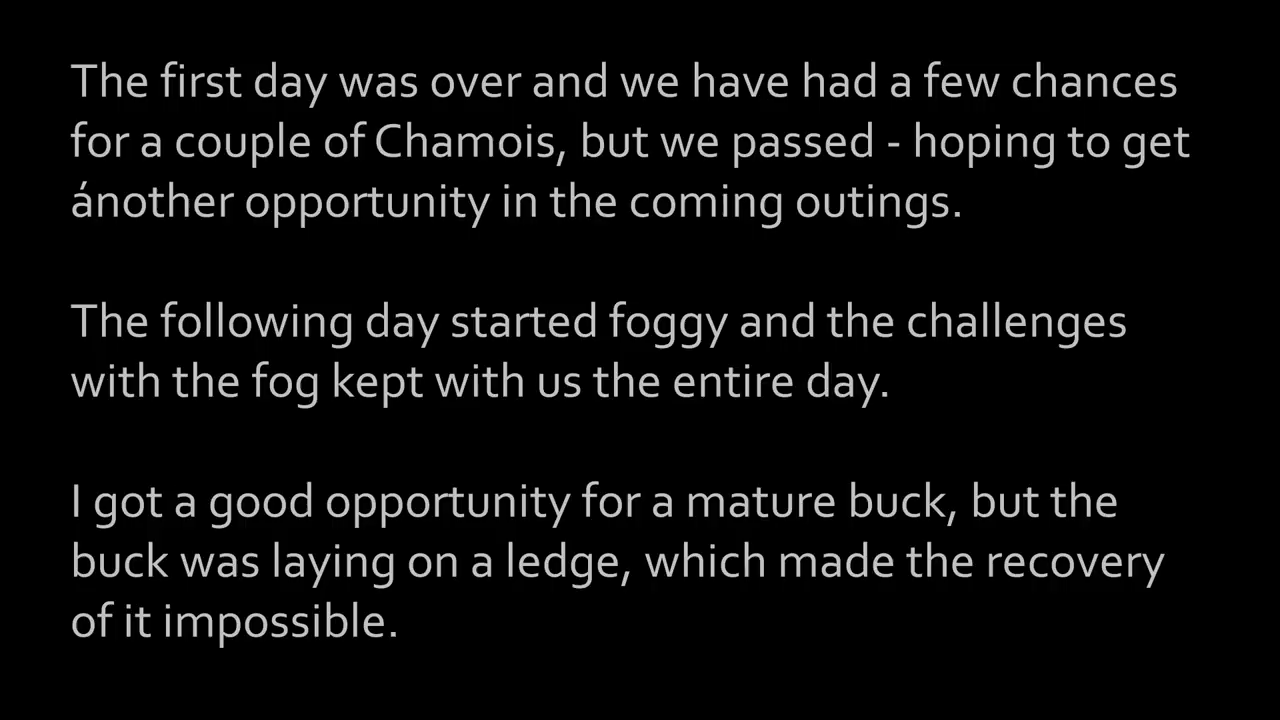 The first day was over and we have had a few chances
for a couple of Chamois, but we passed - hoping to get
ánother opportunity in the coming outings.
The following day started foggy and the challenges
with the fog kept with us the entire day.
I got a good opportunity for a mature buck, but the
buck was laying on a ledge, which made the recovery
of it impossible.